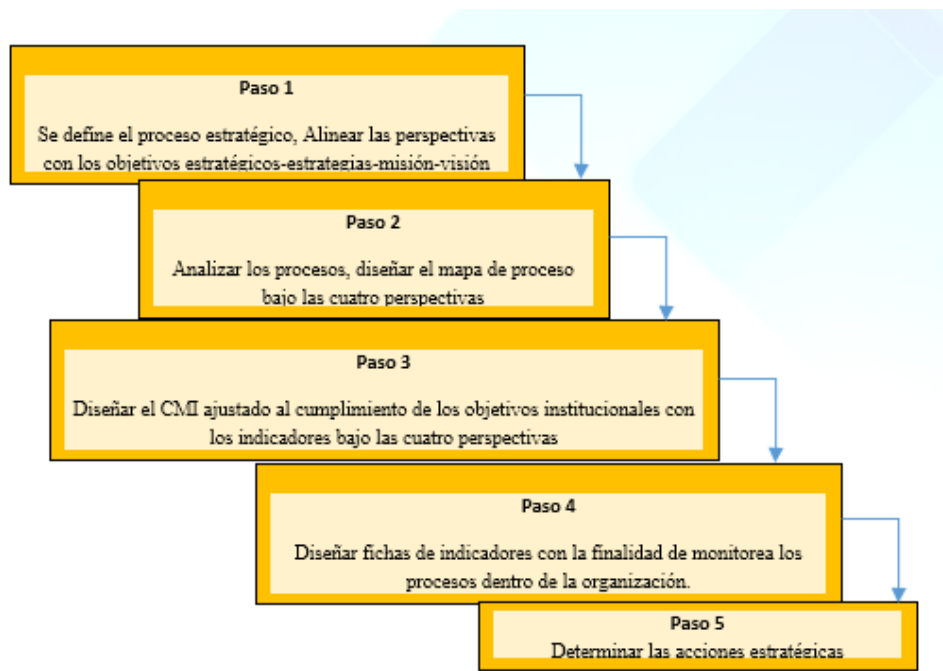 Paso 1
Se define el proceso estratégico, Alinear las perspectivas
con los objetivos estratégicos-estrategias-misión-visión
Paso 2
Analizar los procesos, diseñar el mapa de proceso
bajo las cuatro perspectivas
Paso 3
Diseñar el CMI ajustado al cumplimiento de los objetivos institucionales con
los indicadores bajo las cuatro perspectivas
Paso 4
Diseñar fichas de indicadores con la finalidad de monitorea los
procesos dentro de la organización.
Paso 5
Determinar las acciones estratégicas